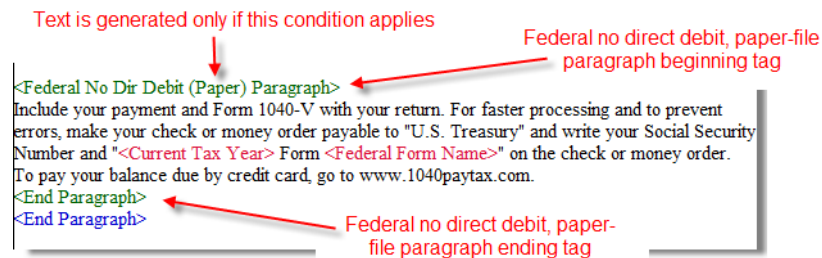 Text is generated only if this condition applies
Federal no direct debit, paper-file
paragraph beginning tag
<Federal No Dir Debit (Paper) Paragraph>
Include your payment and Form 1040-V with your return. For faster processing and to prevent
errors, make your check or money order payable to "U.S. Treasury" and write your Social Security
Number and "<Current Tax Year> Form <Federal Form Name>" on the check or money order.
To pay your balance due by credit card, go to www.1040paytax.com.
<End Paragraph>
<End Paragraph>
Federal no direct debit, paper-
file paragraph ending tag